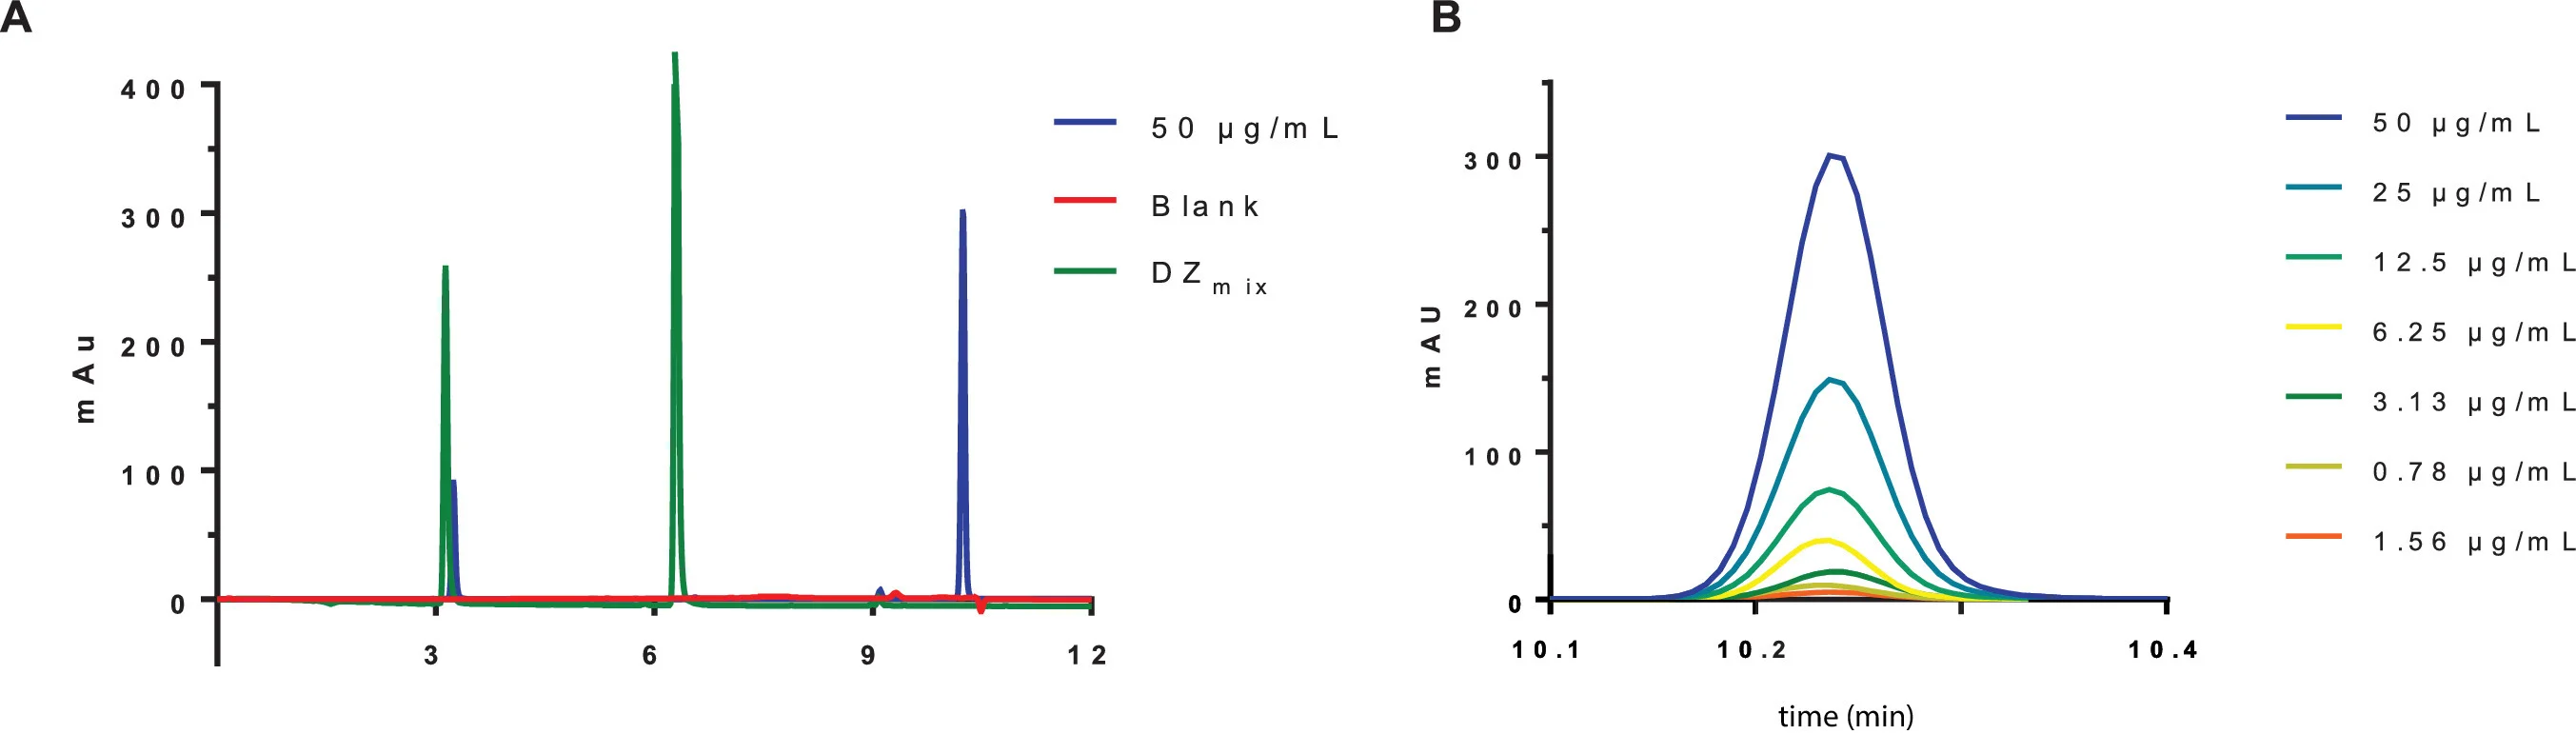 A
400
300
200
100
0
mAu
3 6 9 12
50 µg/mL
Blank
DZmix
B
300
200
100
0
mAU
10.1 10.2 10.4
time (min)
50 µg/mL
25 µg/mL
12.5 µg/mL
6.25 µg/mL
3.13 µg/mL
0.78 µg/mL
1.56 µg/mL